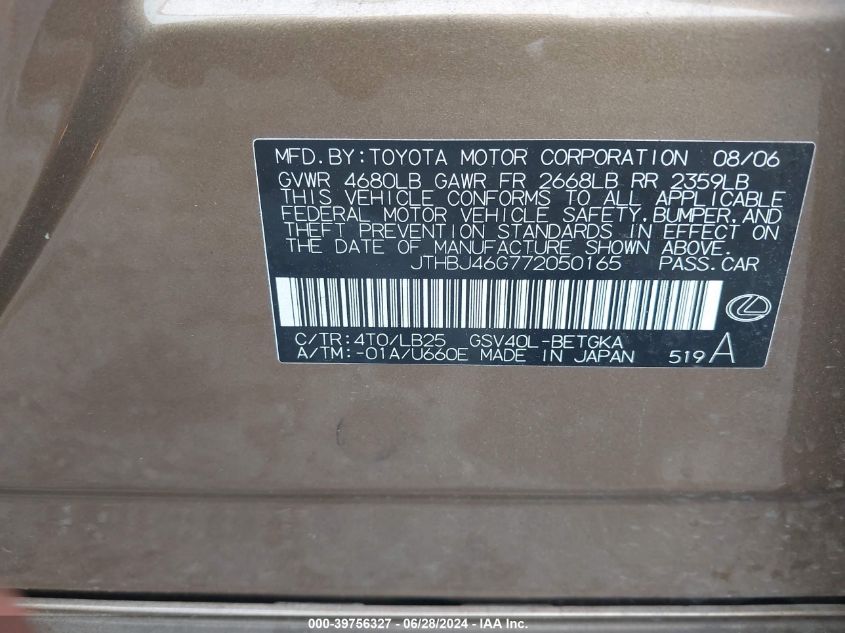 MFD.BY:TOYOTA MOTOR CORPORATION 08/06
GVWR 4680LB GAWR FR 2668LB RR 2359LB
THIS VEHICLE CONFORMS TO ALL APPLICABLE
FEDERAL MOTOR VEHICLE SAFETY,BUMPER,AND
THEFT PREVENTION STANDARDS IN EFFECT ON
THE DATE OF MANUFACTURE SHOWN ABOVE.
JTHBJ46G772050165 PASS.CAR
C/TR:4T0/LB25 GSV40L-BETGKA
A/TM:-01A/U660E MADE IN JAPAN 519A
000-39756327 - 06/28/2024 - IAA Inc.